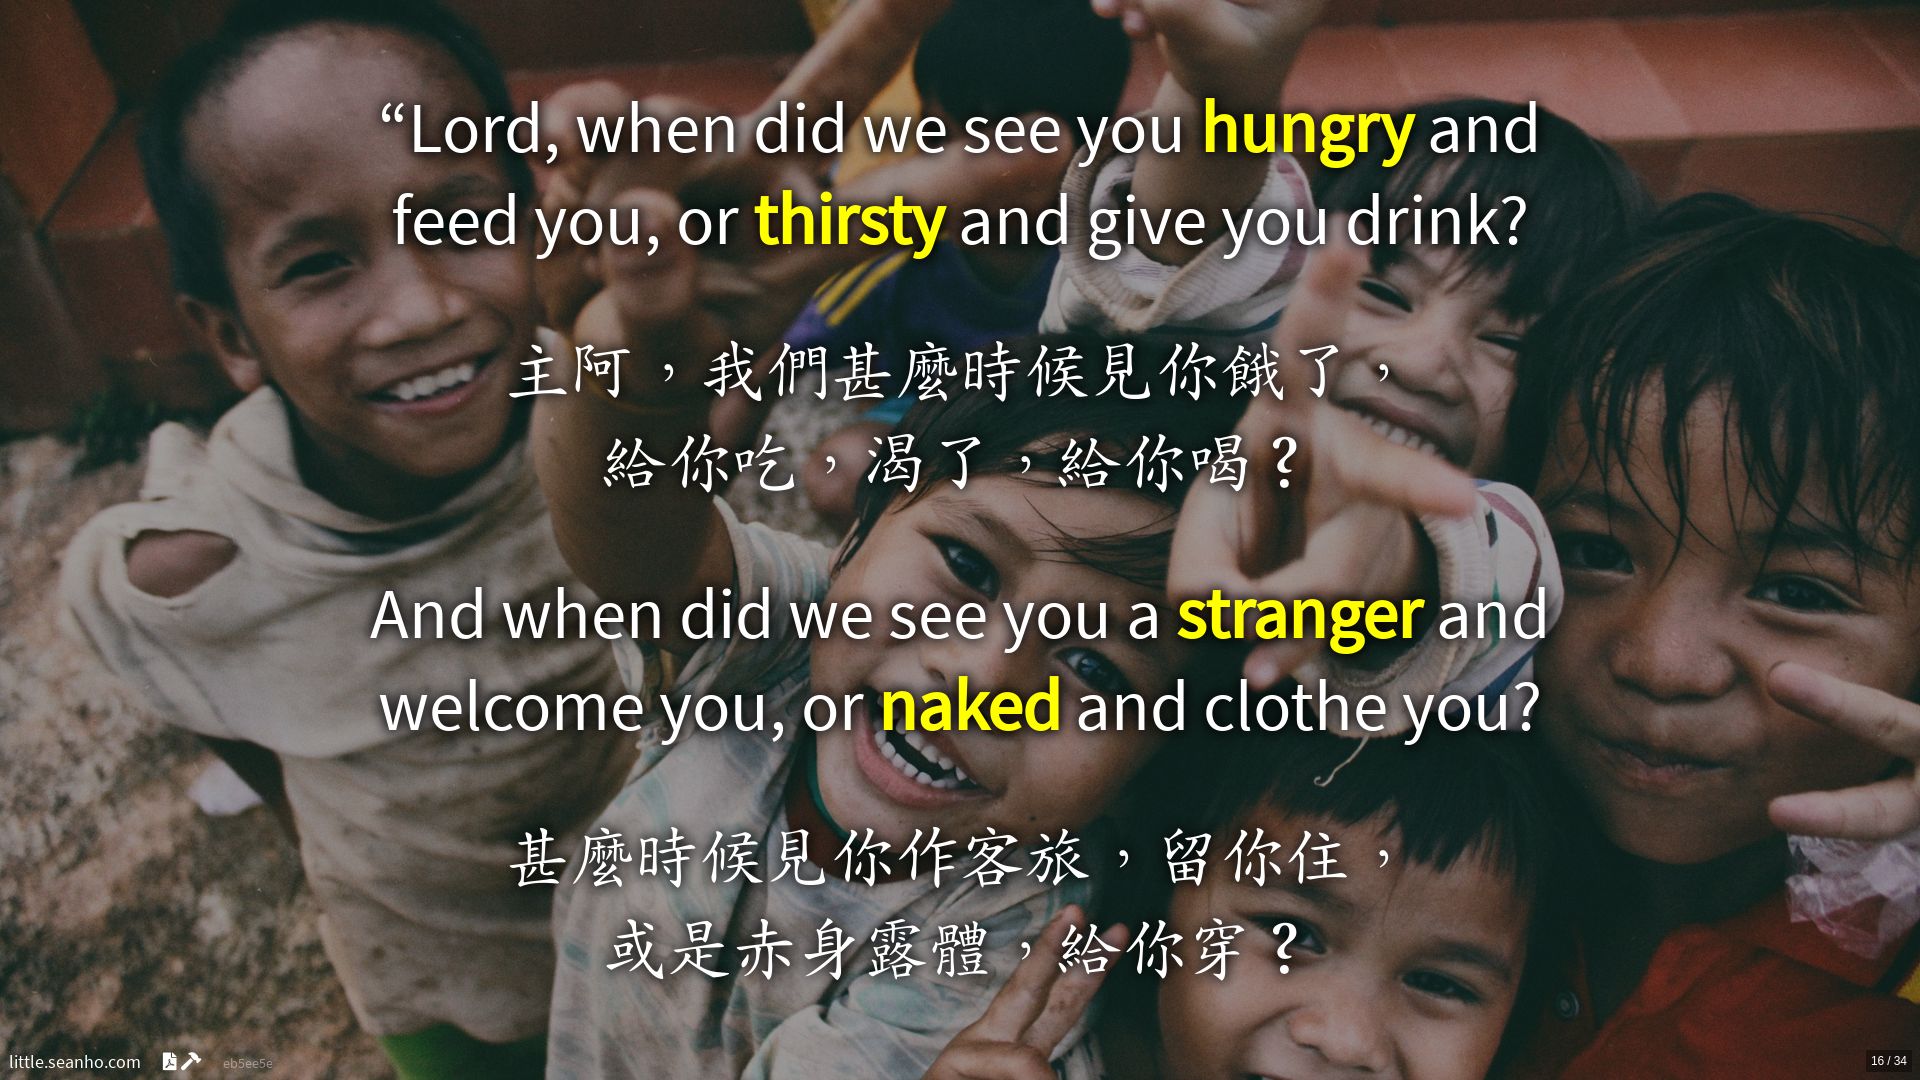 “Lord, when did we see you hungry and
feed you, or thirsty and give you drink?
主阿，我們甚麼時候見你餓了，
給你吃，渴了，給你喝？
And when did we see you a stranger and
welcome you, or naked and clothe you?
甚麼時候見你作客旅，留你住，
或是赤身露體，給你穿？
little.seanho.com eb5ee5e
16 / 34